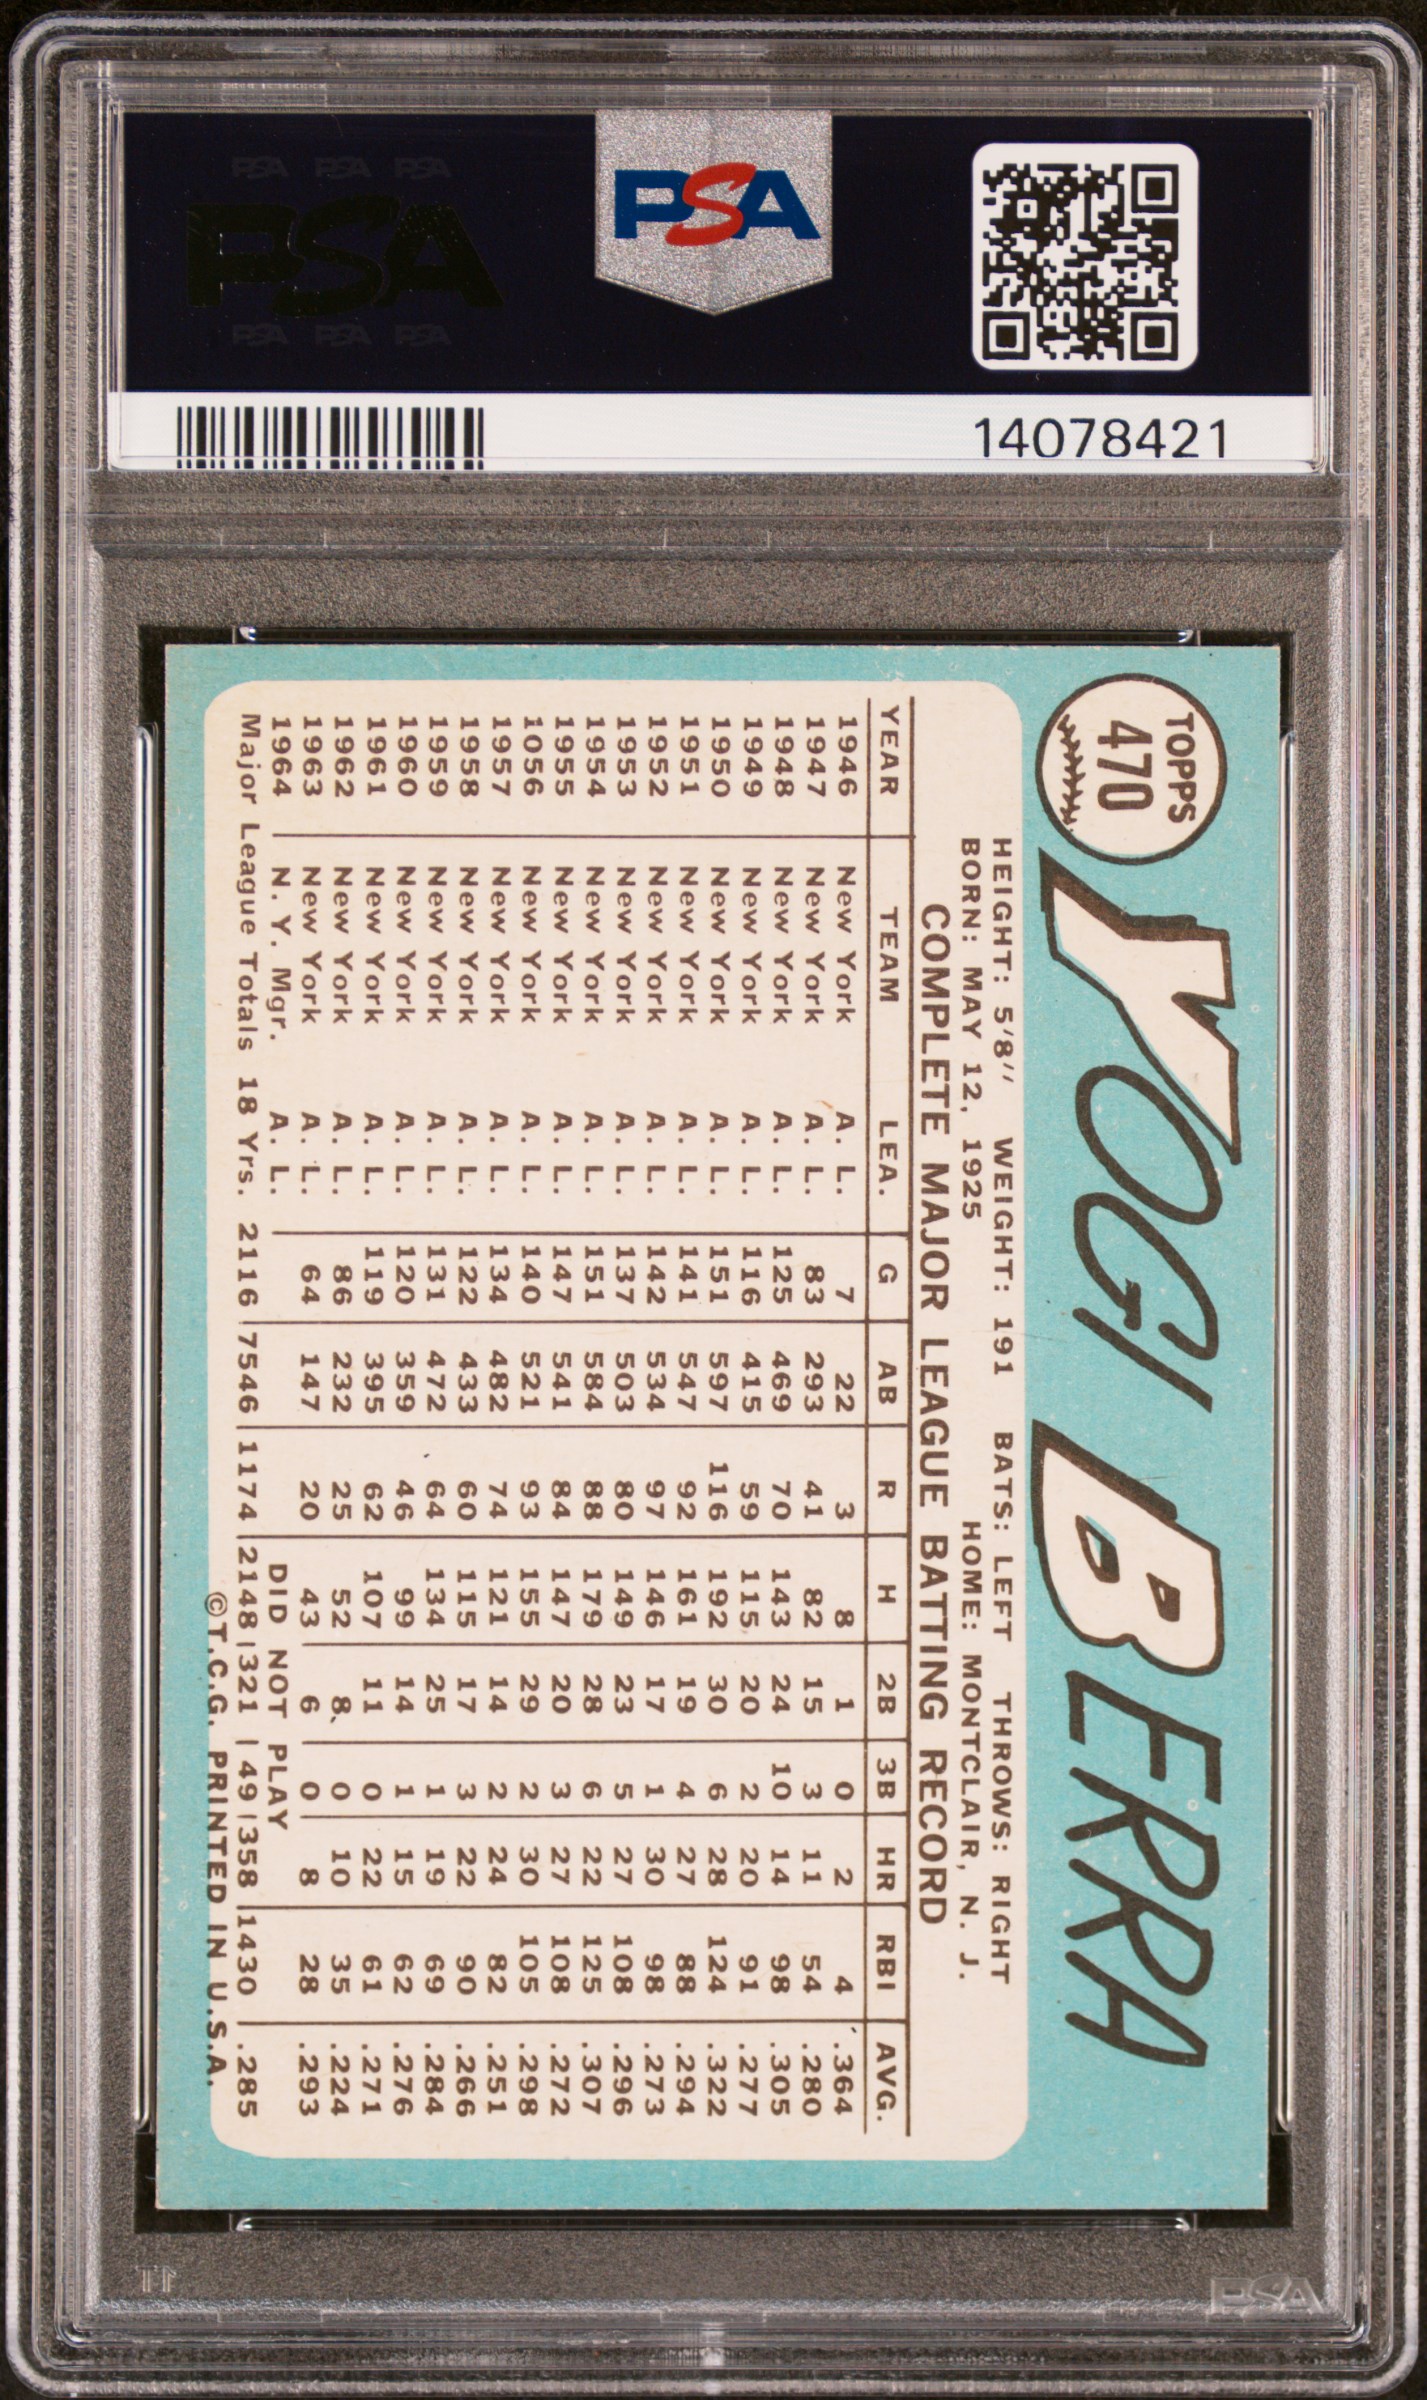 PSA PSA PSA
PSA
PSA PSA PSA
PSA
14078421
TOPPS
470
YOGI BERRA
HEIGHT: 5'8'' WEIGHT: 191 BATS: LEFT THROWS: RIGHT
BORN: MAY 12, 1925 HOME: MONTCLAIR, N. J.
COMPLETE MAJOR LEAGUE BATTING RECORD
YEAR TEAM LEA. G AB R H 2B 3B HR RBI AVG.
1946 New York A. L. 7 22 3 8 1 0 2 4 .364
1947 New York A. L. 83 293 41 82 15 3 11 54 .280
1948 New York A. L. 125 469 70 143 24 10 14 98 .305
1949 New York A. L. 116 415 59 115 20 2 20 91 .277
1950 New York A. L. 151 597 116 192 30 6 28 124 .322
1951 New York A. L. 141 547 92 161 19 4 27 88 .294
1952 New York A. L. 142 534 97 146 17 1 30 98 .273
1953 New York A. L. 137 503 80 149 23 5 27 108 .296
1954 New York A. L. 151 584 88 179 28 6 22 125 .307
1955 New York A. L. 147 541 84 147 20 3 27 108 .272
1056 New York A. L. 140 521 93 155 29 2 30 105 .298
1957 New York A. L. 134 482 74 121 14 2 24 82 .251
1958 New York A. L. 122 433 60 115 17 3 22 90 .266
1959 New York A. L. 131 472 64 134 25 1 19 69 .284
1960 New York A. L. 120 359 46 99 14 1 15 62 .276
1961 New York A. L. 119 395 62 107 11 0 22 61 .271
1962 New York A. L. 86 232 25 52 8 0 10 35 .224
1963 New York A. L. 64 147 20 43 6 0 8 28 .293
1964 N. Y. Mgr. A. L. DID NOT PLAY
Major League Totals 18 Yrs. 2116 7546 1174 2148 321 49 358 1430 .285
© T.C.G. PRINTED IN U.S.A.
PSA